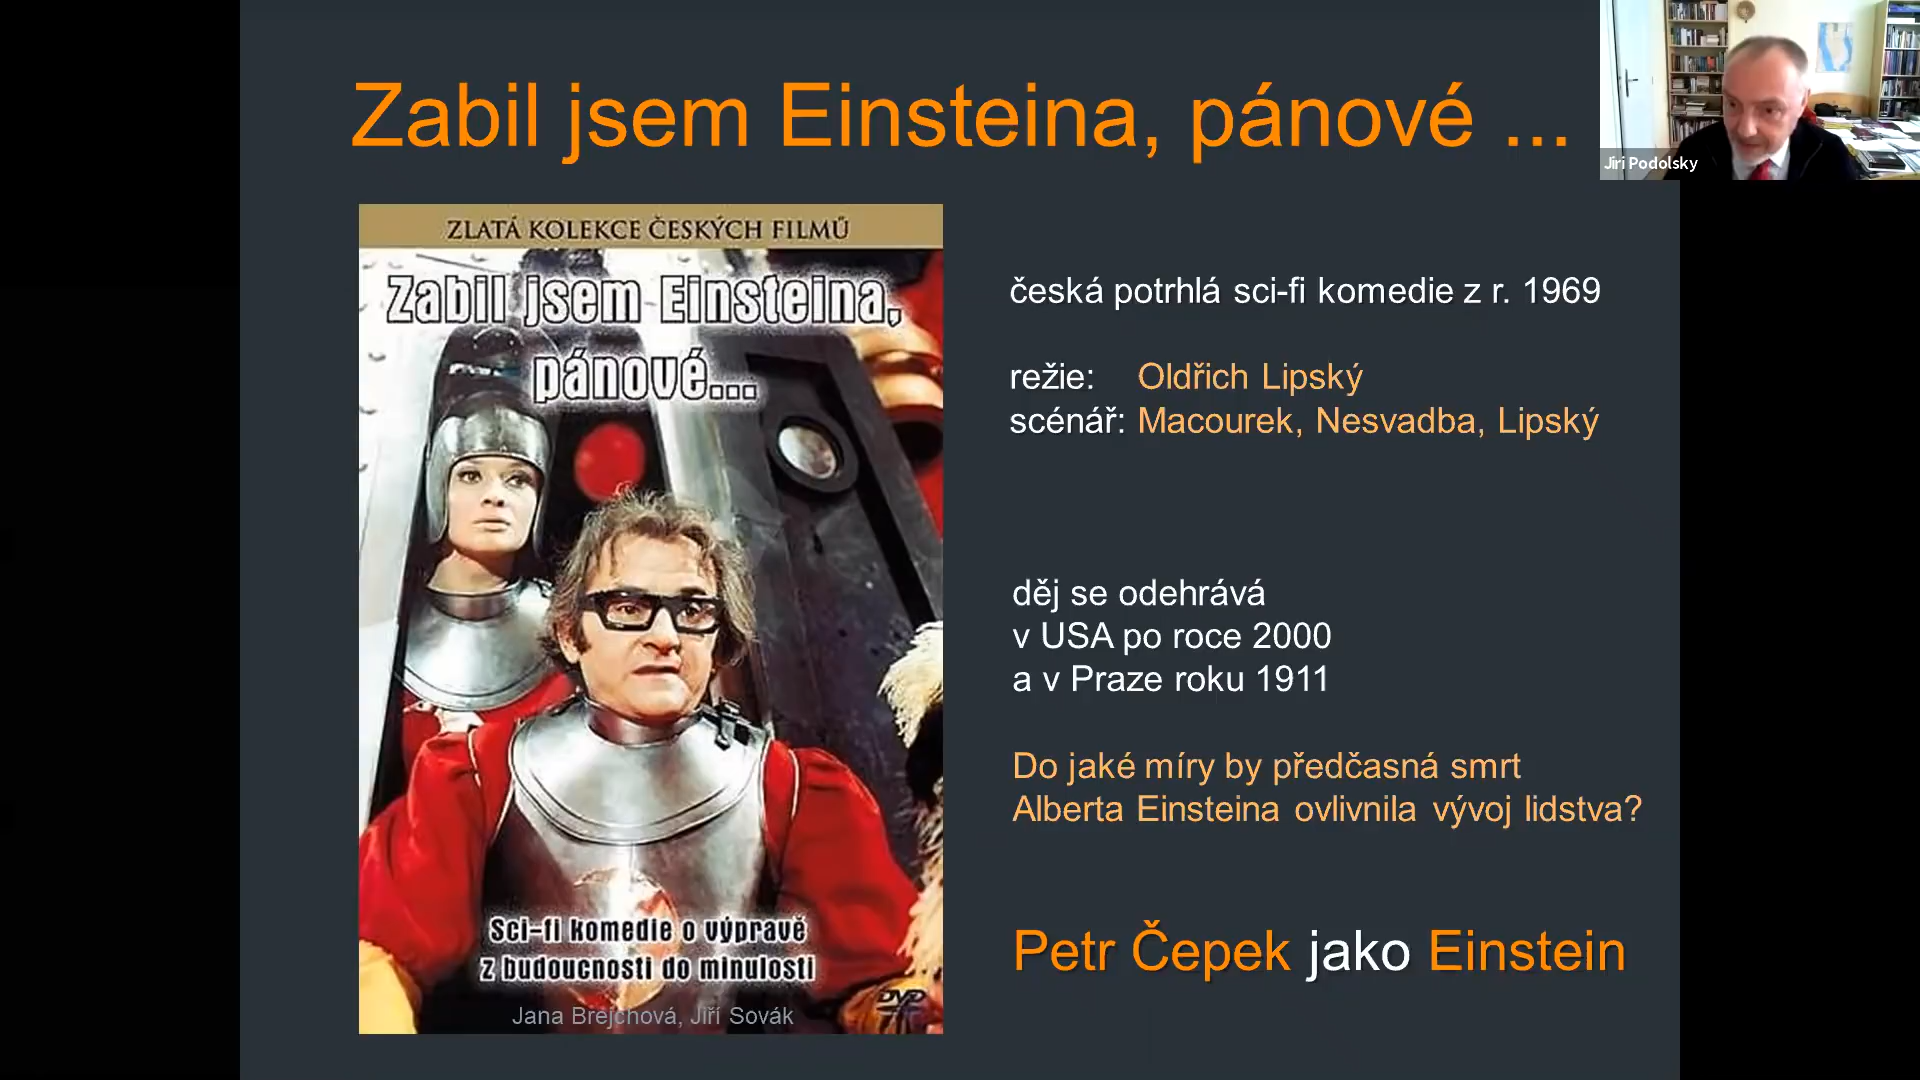 Zabil jsem Einsteina, pánové ...
Jiri Podolsky
ZLATÁ KOLEKCE ČESKÝCH FILMŮ
Zabil jsem Einsteina,
pánové...
Sci-fi komedie o výpravě
z budoucnosti do minulosti
DVD
Jana Brejchová, Jiří Sovák
česká potrhlá sci-fi komedie z r. 1969
režie: Oldřich Lipský
scénář: Macourek, Nesvadba, Lipský
děj se odehrává
v USA po roce 2000
a v Praze roku 1911
Do jaké míry by předčasná smrt
Alberta Einsteina ovlivnila vývoj lidstva?
Petr Čepek jako Einstein